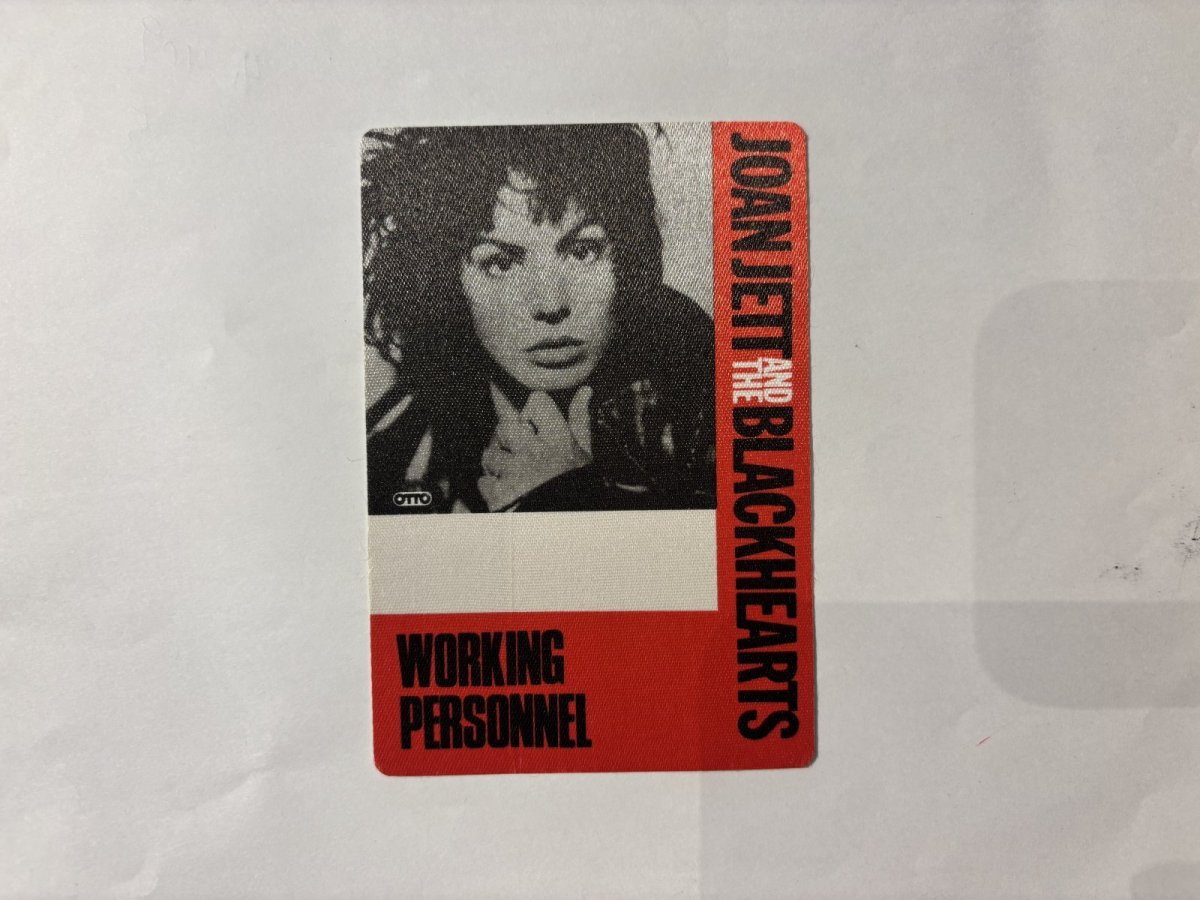 JOAN JETT AND THE BLACKHEARTS
OTTO
WORKING
PERSONNEL